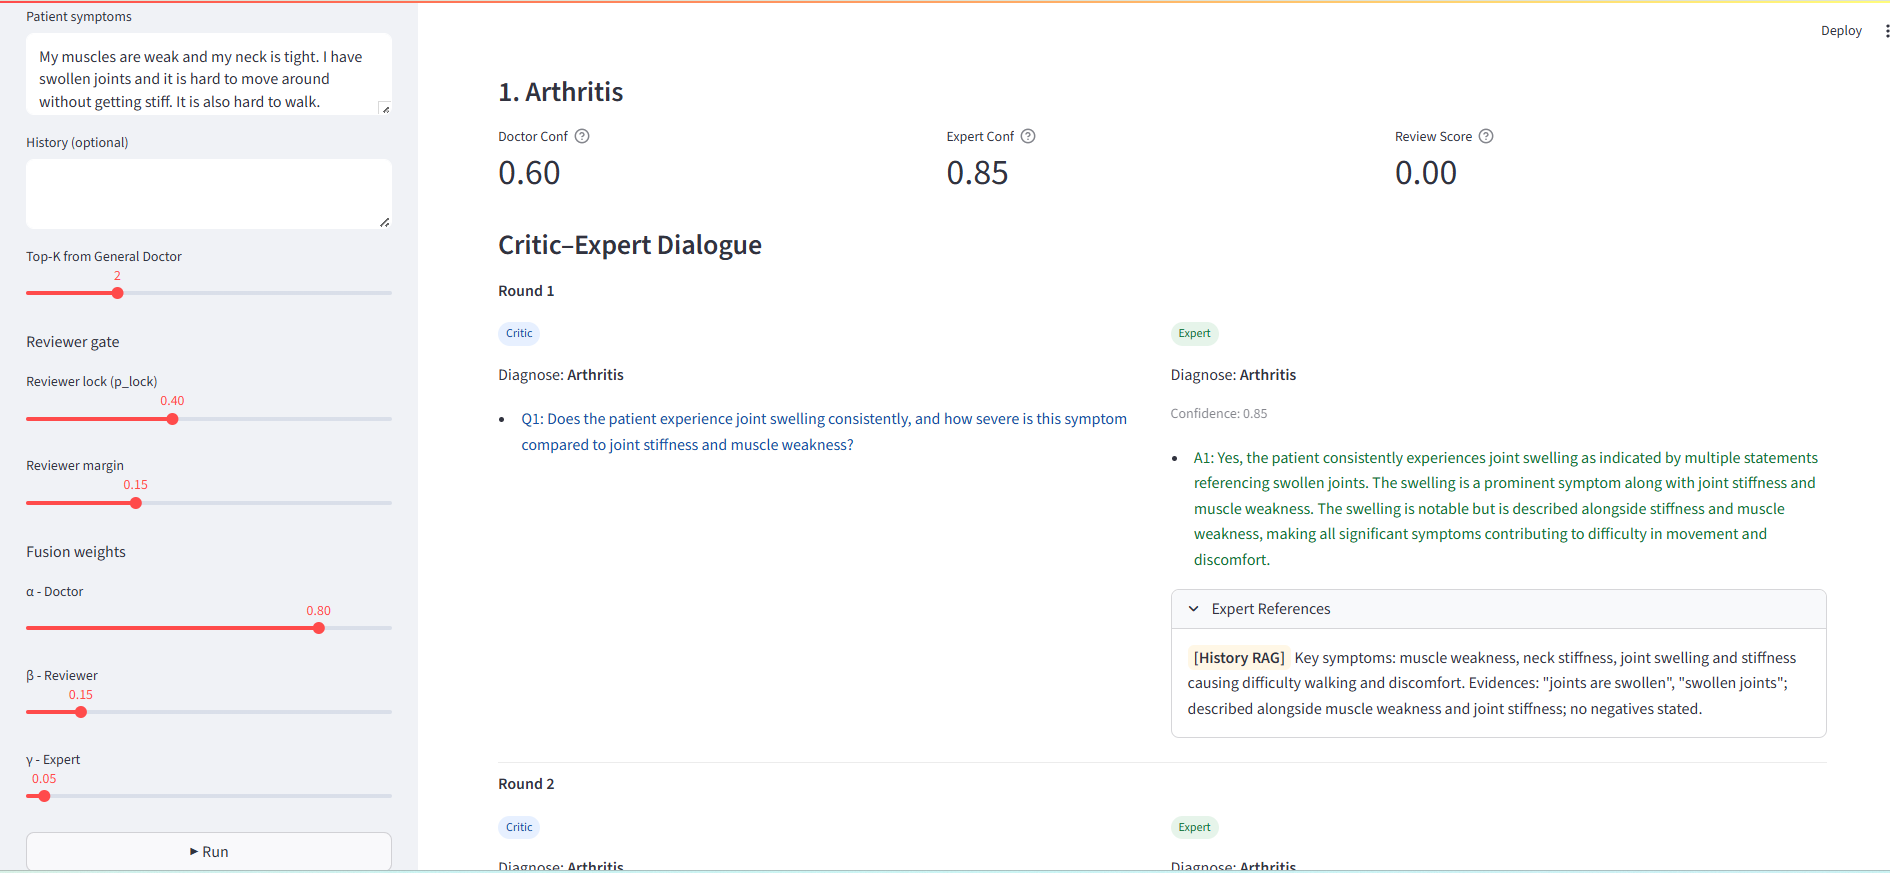 Patient symptoms
My muscles are weak and my neck is tight. I have
swollen joints and it is hard to move around
without getting stiff. It is also hard to walk.
History (optional)
Top-K from General Doctor
2
Reviewer gate
Reviewer lock (p_lock)
0.40
Reviewer margin
0.15
Fusion weights
α - Doctor
0.80
β - Reviewer
0.15
γ - Expert
0.05
Run
Deploy
1. Arthritis
Doctor Conf
0.60
Expert Conf
0.85
Review Score
0.00
Critic–Expert Dialogue
Round 1
Critic
Diagnose: Arthritis
Q1: Does the patient experience joint swelling consistently, and how severe is this symptom
compared to joint stiffness and muscle weakness?
Expert
Diagnose: Arthritis
Confidence: 0.85
A1: Yes, the patient consistently experiences joint swelling as indicated by multiple statements
referencing swollen joints. The swelling is a prominent symptom along with joint stiffness and
muscle weakness. The swelling is notable but is described alongside stiffness and muscle
weakness, making all significant symptoms contributing to difficulty in movement and
discomfort.
Expert References
[History RAG] Key symptoms: muscle weakness, neck stiffness, joint swelling and stiffness
causing difficulty walking and discomfort. Evidences: "joints are swollen", "swollen joints";
described alongside muscle weakness and joint stiffness; no negatives stated.
Round 2
Critic
Diagnose: Arthritis
Expert
Diagnose: Arthritis